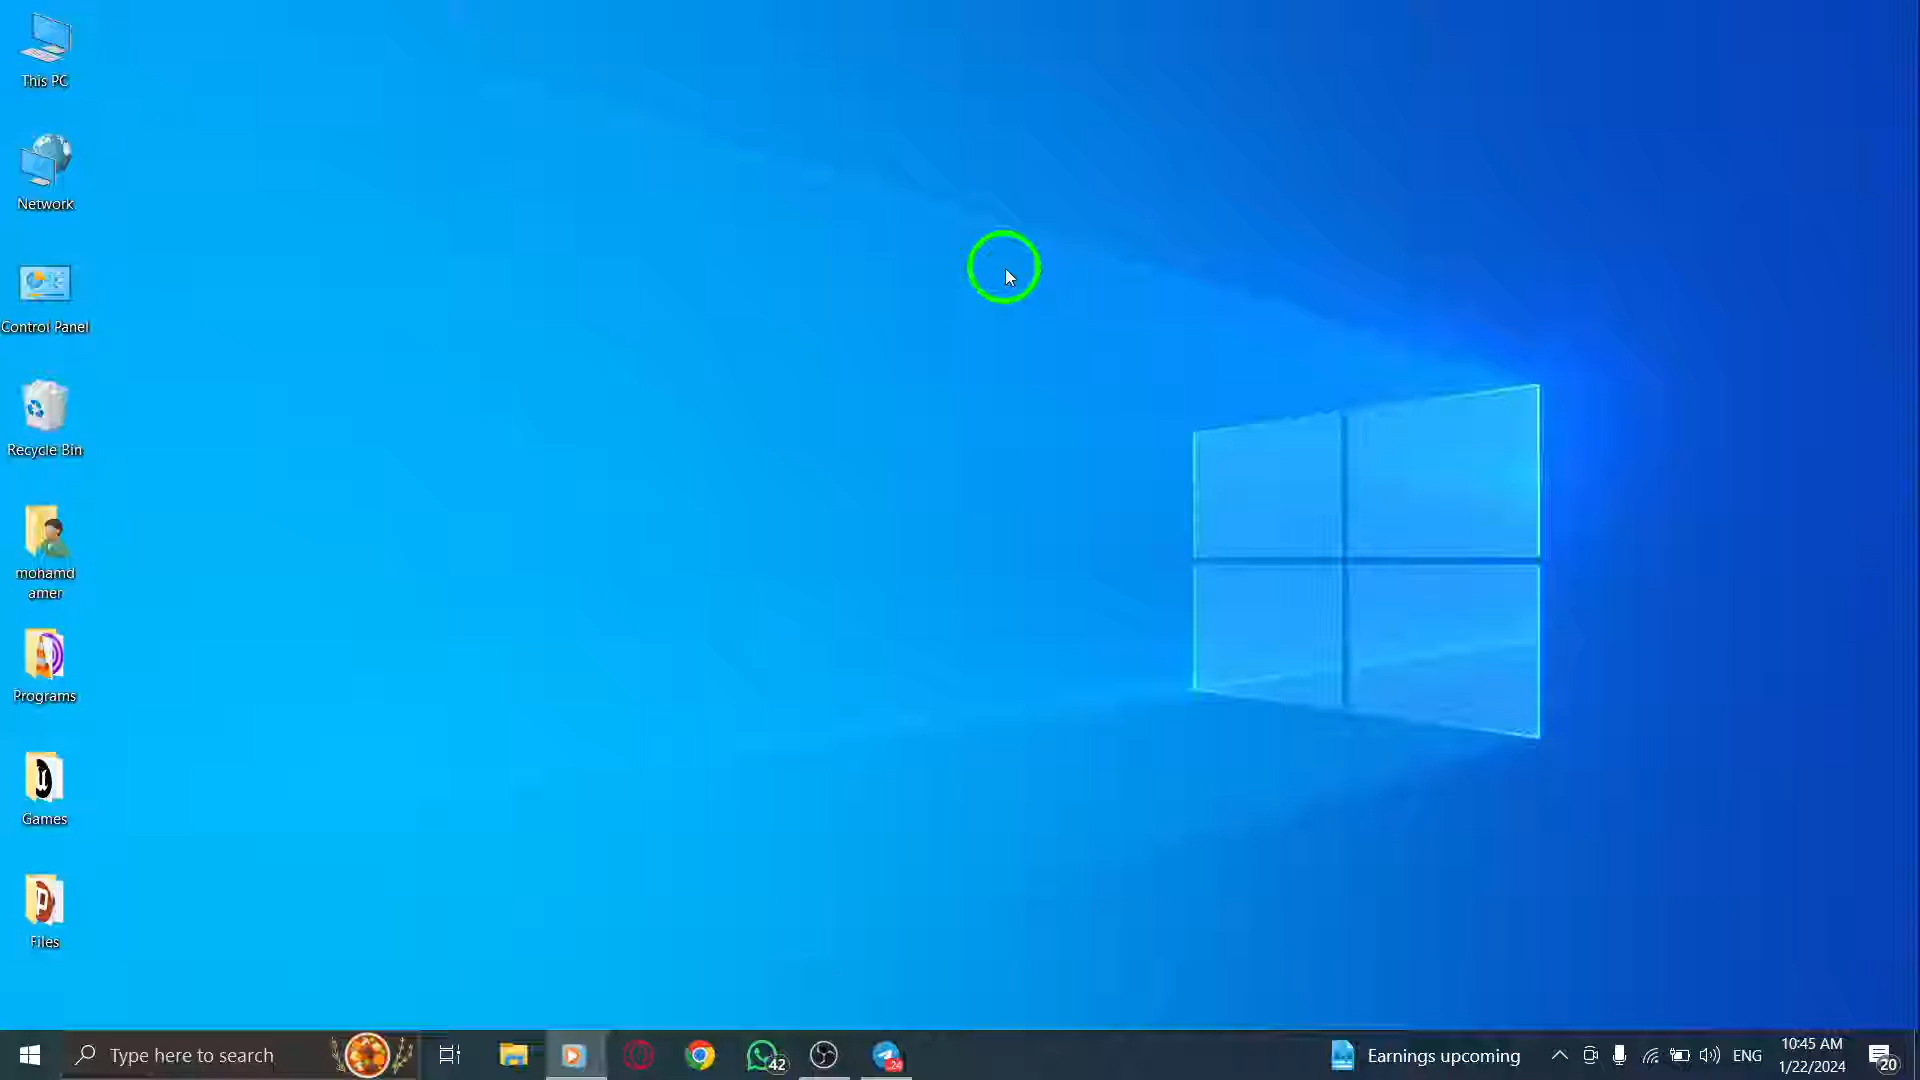 This PC
Network
Control Panel
Recycle Bin
mohamd
amer
Programs
Games
Files
Type here to search
42
24
Earnings upcoming
ENG
10:45 AM
1/22/2024
20